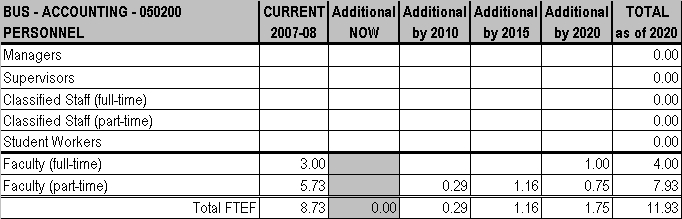 BUS - ACCOUNTING - 050200 CURRENT Additional Additional Additional Additional TOTAL
PERSONNEL 2007-08 NOW by 2010 by 2015 by 2020 as of 2020
Managers 0.00
Supervisors 0.00
Classified Staff (full-time) 0.00
Classified Staff (part-time) 0.00
Student Workers 0.00
Faculty (full-time) 3.00 1.00 4.00
Faculty (part-time) 5.73 0.29 1.16 0.75 7.93
Total FTEF 8.73 0.00 0.29 1.16 1.75 11.93